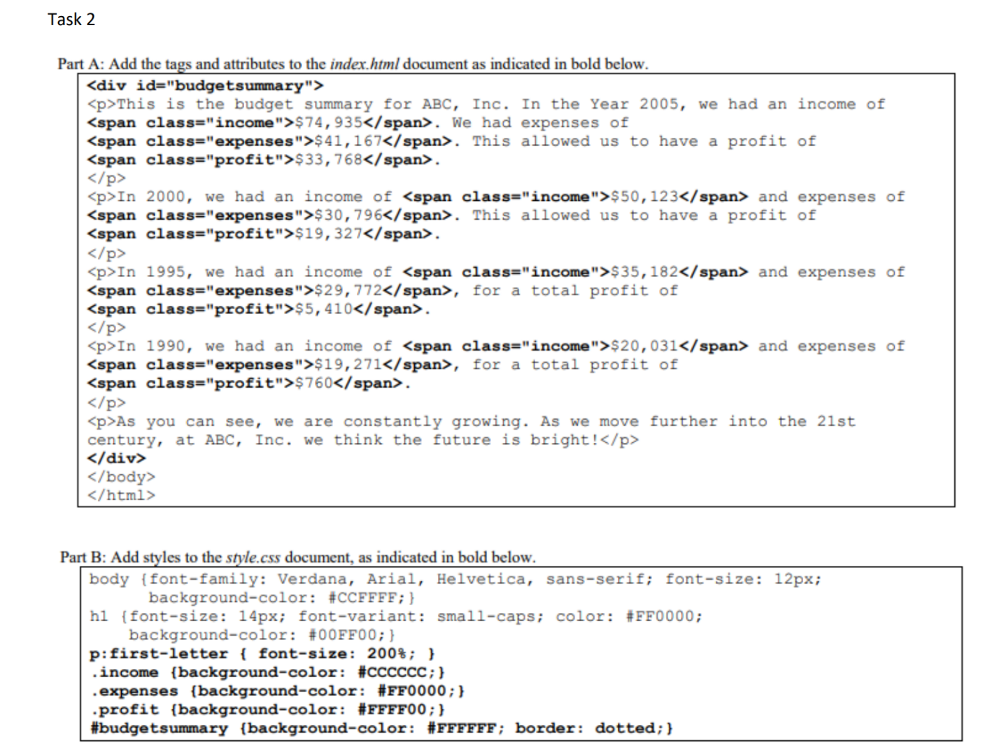 Task 2
Part A: Add the tags and attributes to the index.html document as indicated in bold below.
<div id="budgetsummary">
<p>This is the budget summary for ABC, Inc. In the Year 2005, we had an income of
<span class="income">$74,935</span>. We had expenses of
<span class="expenses">$41,167</span>. This allowed us to have a profit of
<span class="profit">$33,768</span>.
</p>
<p>In 2000, we had an income of <span class="income">$50,123</span> and expenses of
<span class="expenses">$30,796</span>. This allowed us to have a profit of
<span class="profit">$19,327</span>.
</p>
<p>In 1995, we had an income of <span class="income">$35,182</span> and expenses of
<span class="expenses">$29,772</span>, for a total profit of
<span class="profit">$5,410</span>.
</p>
<p>In 1990, we had an income of <span class="income">$20,031</span> and expenses of
<span class="expenses">$19,271</span>, for a total profit of
<span class="profit">$760</span>.
</p>
<p>As you can see, we are constantly growing. As we move further into the 21st
century, at ABC, Inc. we think the future is bright!</p>
</div>
</body>
</html>
Part B: Add styles to the style.css document, as indicated in bold below.
body {font-family: Verdana, Arial, Helvetica, sans-serif; font-size: 12px;
background-color: #CCFFFF;}
h1 {font-size: 14px; font-variant: small-caps; color: #FF0000;
background-color: #00FF00;}
p:first-letter { font-size: 200%; }
.income {background-color: #CCCCCC;}
.expenses {background-color: #FF0000;}
.profit {background-color: #FFFF00;}
#budgetsummary {background-color: #FFFFFF; border: dotted;}